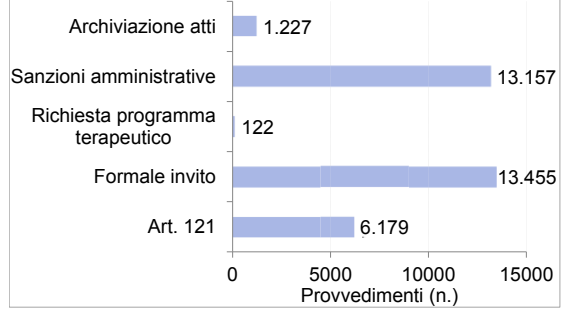 Archiviazione atti 1.227
Sanzioni amministrative 13.157
Richiesta programma
terapeutico 122
Formale invito 13.455
Art. 121 6.179
0 5000 10000 15000
Provvedimenti (n.)